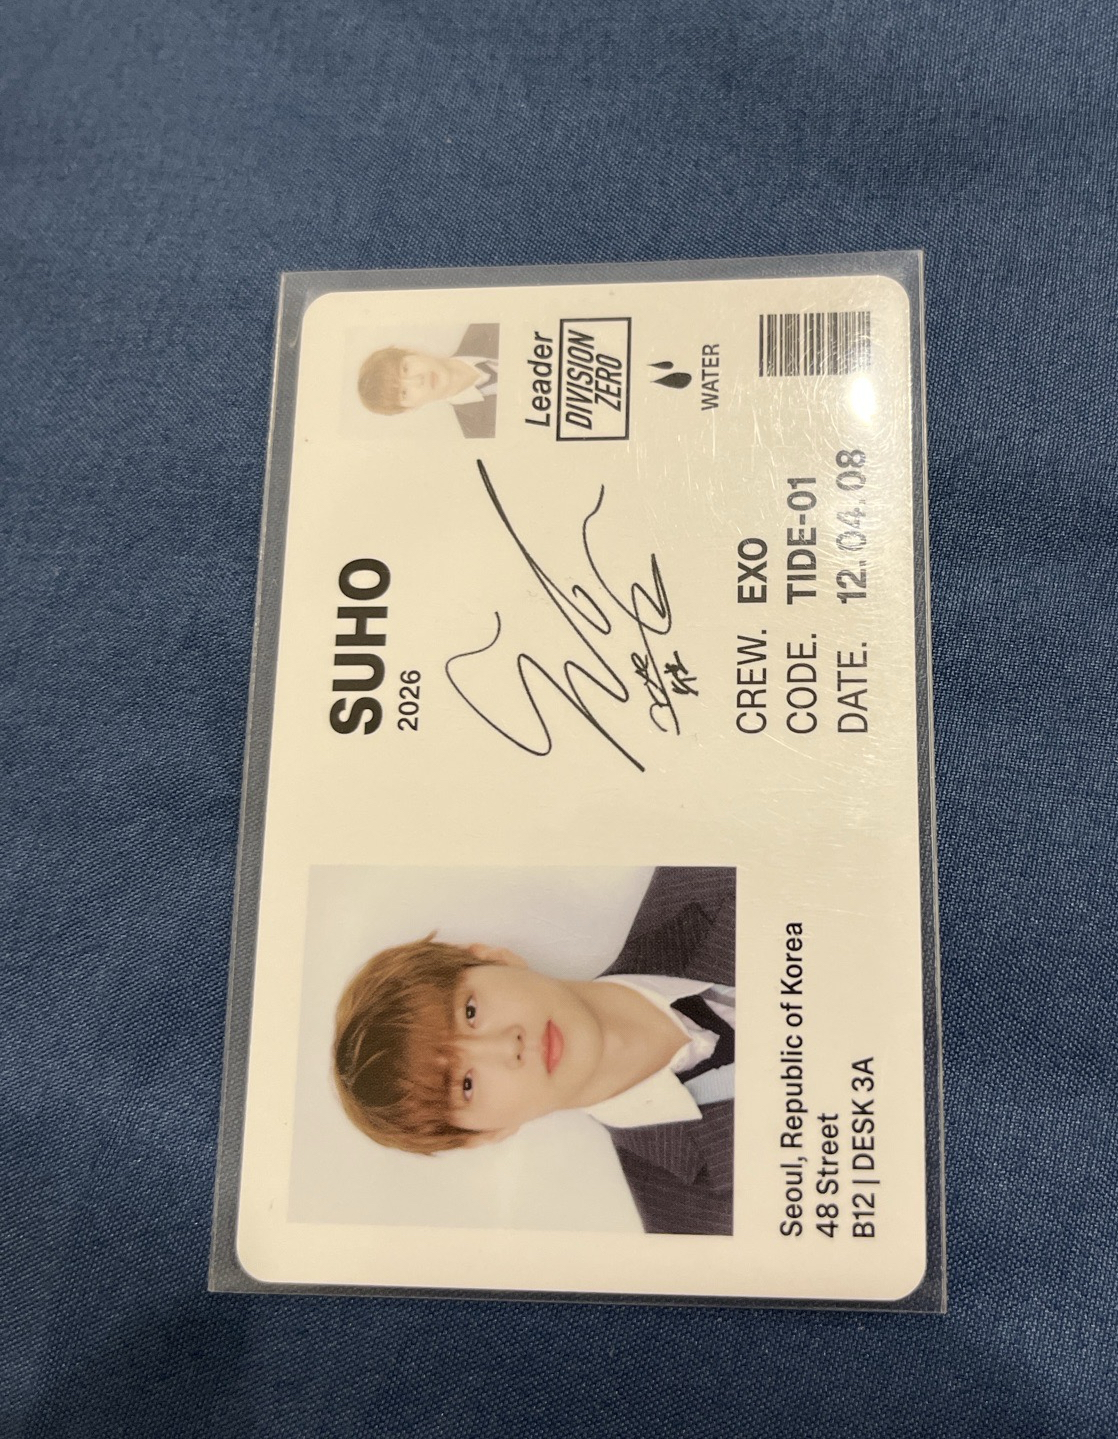 SUHO
2026
Leader
DIVISION
ZERO
WATER
CREW. EXO
CODE. TIDE-01
DATE. 12.04.08
Seoul, Republic of Korea
48 Street
B12 | DESK 3A